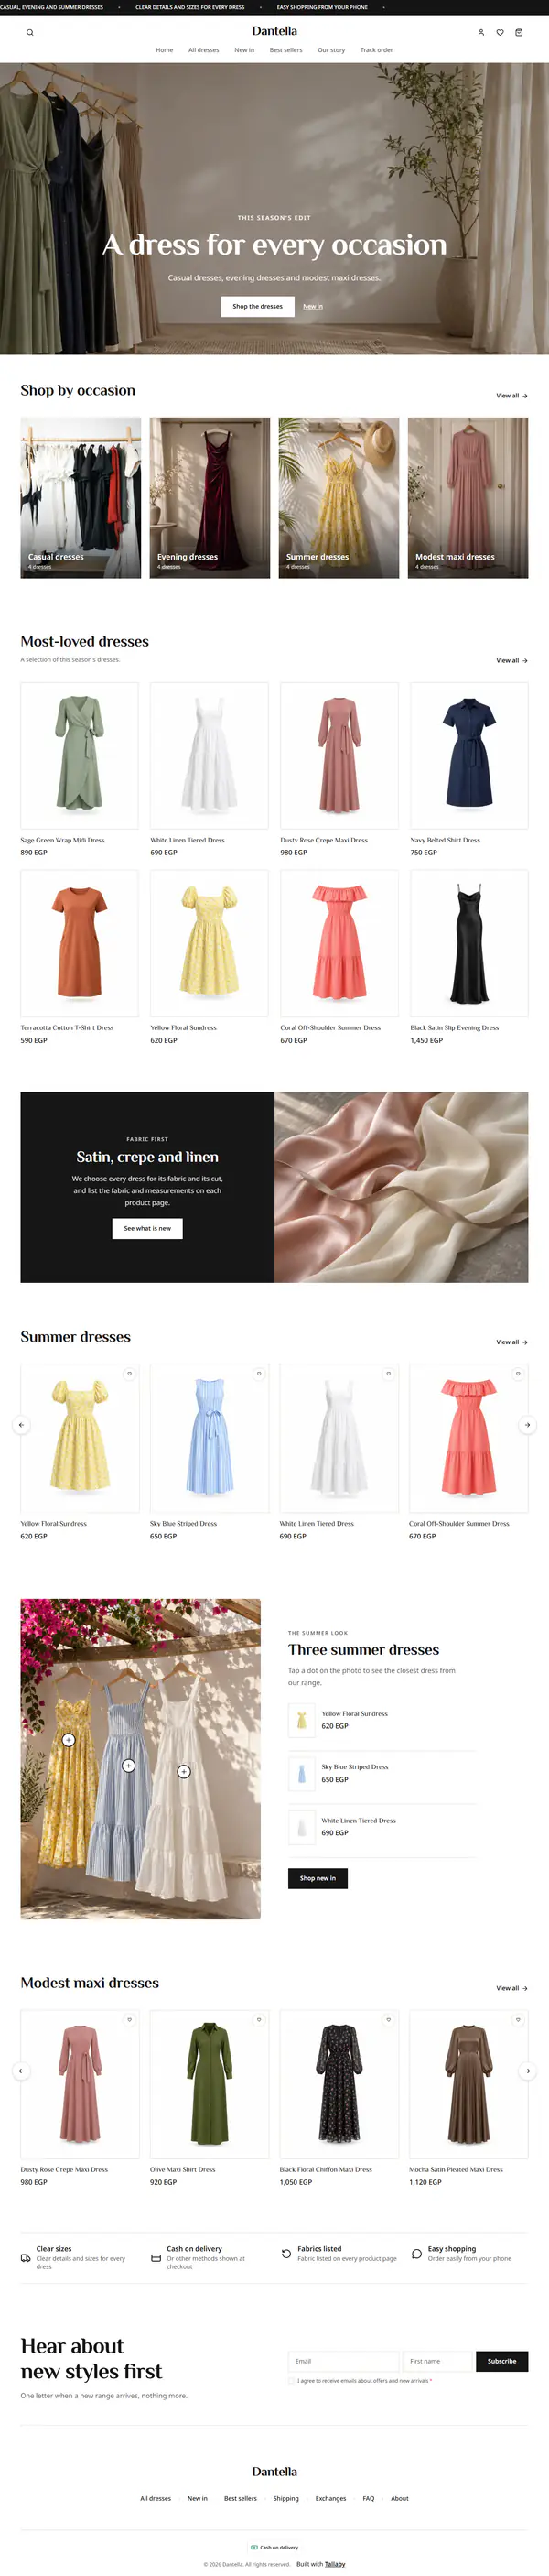 CASUAL, EVENING AND SUMMER DRESSES • CLEAR DETAILS AND SIZES FOR EVERY DRESS • EASY SHOPPING FROM YOUR PHONE •
Dantella
Home All dresses New in Best sellers Our story Track order
THIS SEASON'S EDIT
A dress for every occasion
Casual dresses, evening dresses and modest maxi dresses.
Shop the dresses New in
Shop by occasion
View all →
Casual dresses
4 dresses
Evening dresses
4 dresses
Summer dresses
4 dresses
Modest maxi dresses
4 dresses
Most-loved dresses
A selection of this season's dresses.
View all →
Sage Green Wrap Midi Dress
890 EGP
White Linen Tiered Dress
690 EGP
Dusty Rose Crepe Maxi Dress
980 EGP
Navy Belted Shirt Dress
750 EGP
Terracotta Cotton T-Shirt Dress
590 EGP
Yellow Floral Sundress
620 EGP
Coral Off-Shoulder Summer Dress
670 EGP
Black Satin Slip Evening Dress
1,450 EGP
FABRIC FIRST
Satin, crepe and linen
We choose every dress for its fabric and its cut,
and list the fabric and measurements on each
product page.
See what is new
Summer dresses
View all →
Yellow Floral Sundress
620 EGP
Sky Blue Striped Dress
650 EGP
White Linen Tiered Dress
690 EGP
Coral Off-Shoulder Summer Dress
670 EGP
THE SUMMER LOOK
Three summer dresses
Tap a dot on the photo to see the closest dress from
our range.
Yellow Floral Sundress
620 EGP
Sky Blue Striped Dress
650 EGP
White Linen Tiered Dress
690 EGP
Shop new in
Modest maxi dresses
View all →
Dusty Rose Crepe Maxi Dress
980 EGP
Olive Maxi Shirt Dress
920 EGP
Black Floral Chiffon Maxi Dress
1,050 EGP
Mocha Satin Pleated Maxi Dress
1,120 EGP
Clear sizes
Clear details and sizes for every
dress
Cash on delivery
Or other methods shown at
checkout
Fabrics listed
Fabric listed on every product page
Easy shopping
Order easily from your phone
Hear about
new styles first
One letter when a new range arrives, nothing more.
Email First name Subscribe
I agree to receive emails about offers and new arrivals *
Dantella
All dresses New in Best sellers Shipping Exchanges FAQ About
Cash on delivery
© 2026 Dantella. All rights reserved. Built with Tallaby